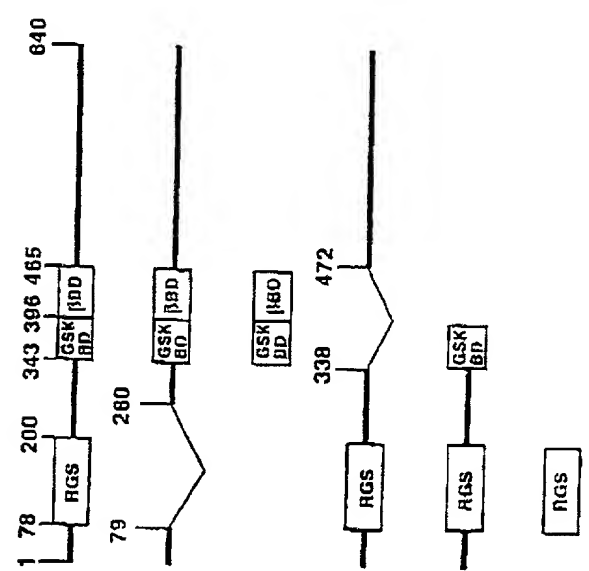 1 78 200 343 396 465 640
RGS GSK BD βBD
79 280
GSK BD βBD
GSK BD βBD
338 472
RGS
RGS GSK BD
RGS